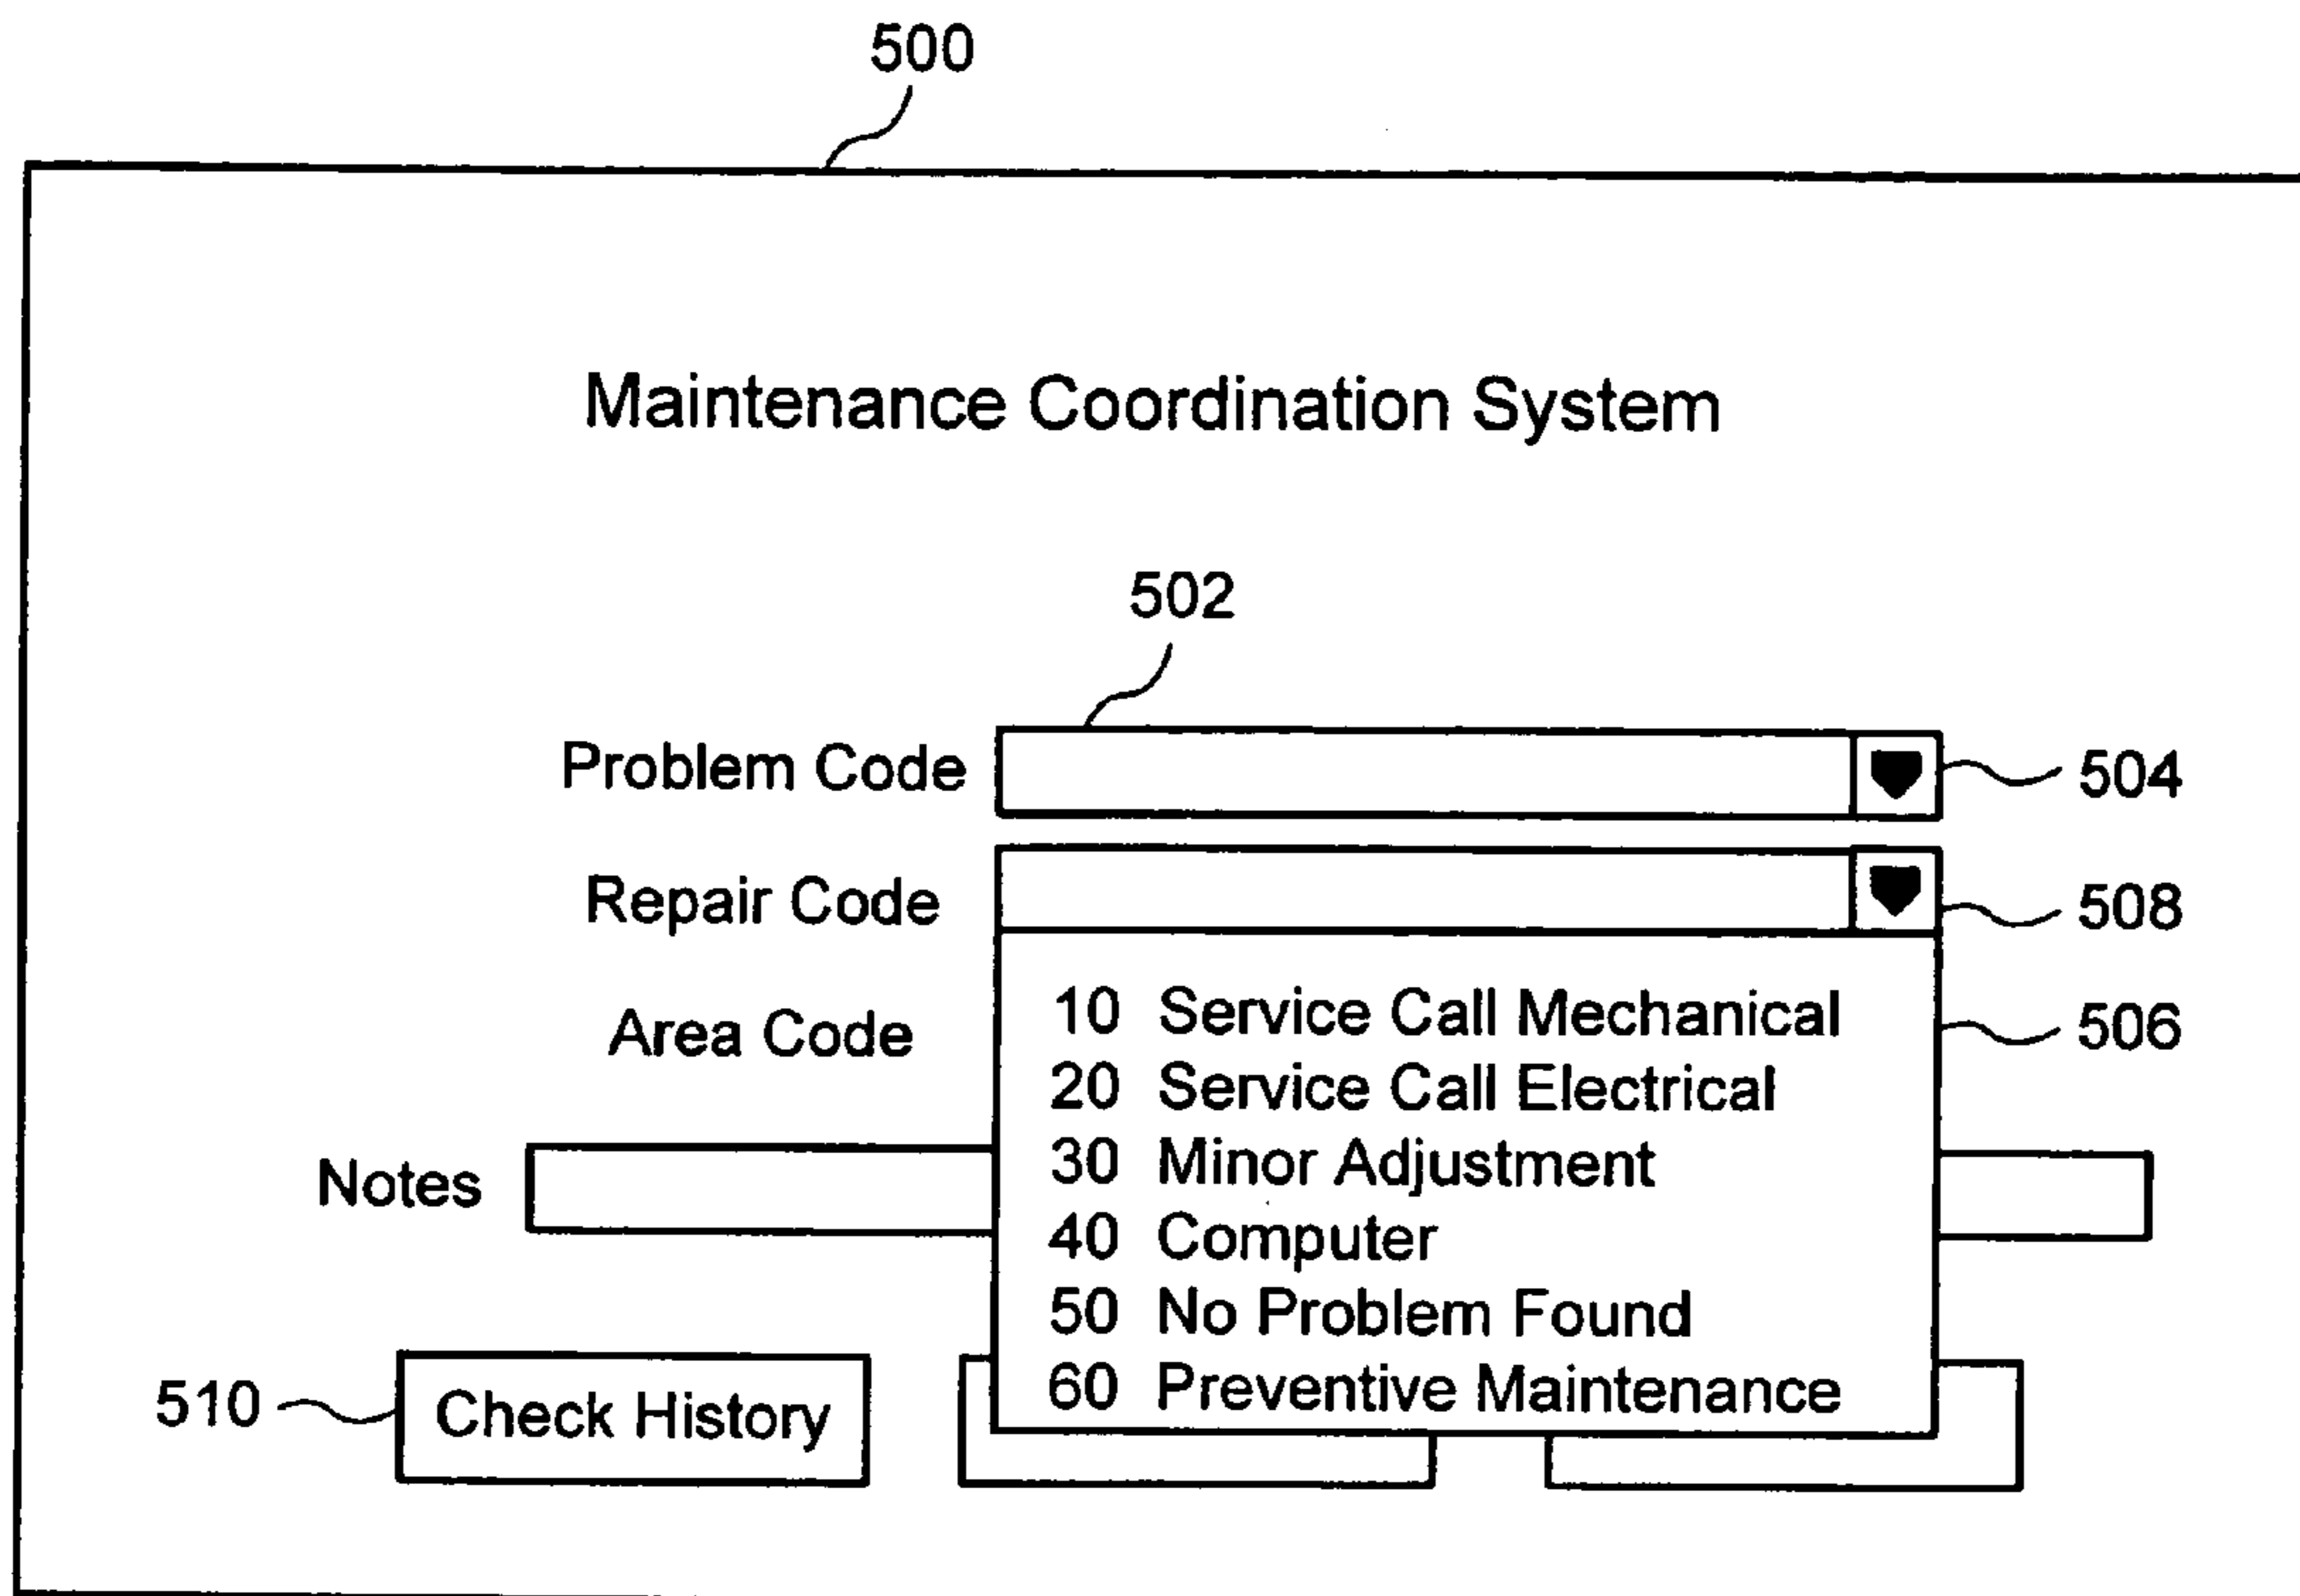 500
Maintenance Coordination System
502
Problem Code
504
Repair Code
508
10 Service Call Mechanical
Area Code
506
20 Service Call Electrical
30 Minor Adjustment
Notes
40 Computer
50 No Problem Found
60 Preventive Maintenance
510
Check History